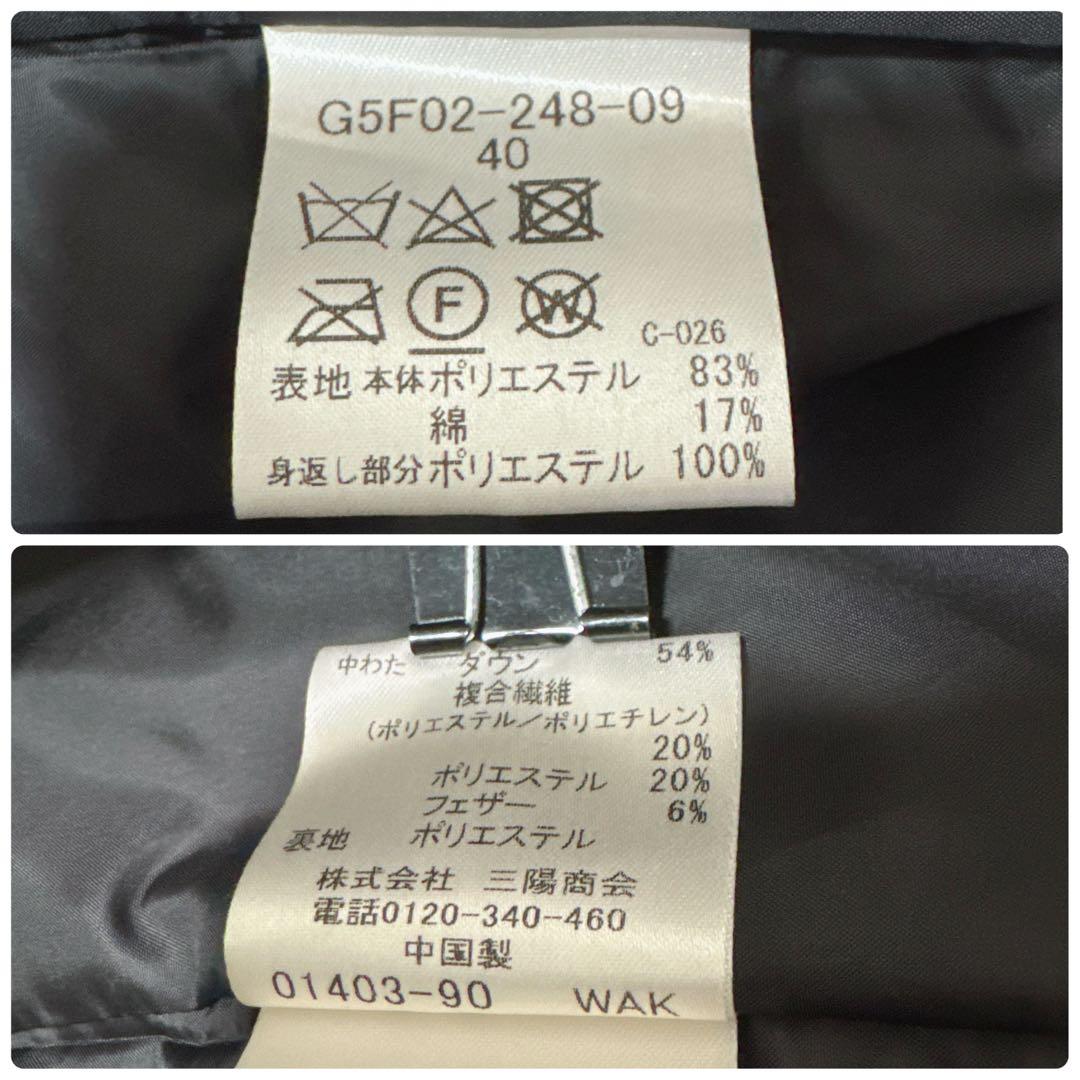 G5F02-248-09
40
F W
C-026
表地 本体 ポリエステル 83%
綿 17%
身返し部分 ポリエステル 100%
中わた ダウン 54%
複合繊維
(ポリエステル/ポリエチレン)
20%
ポリエステル 20%
フェザー 6%
裏地 ポリエステル
株式会社 三陽商会
電話0120-340-460
中国製
01403-90 WAK